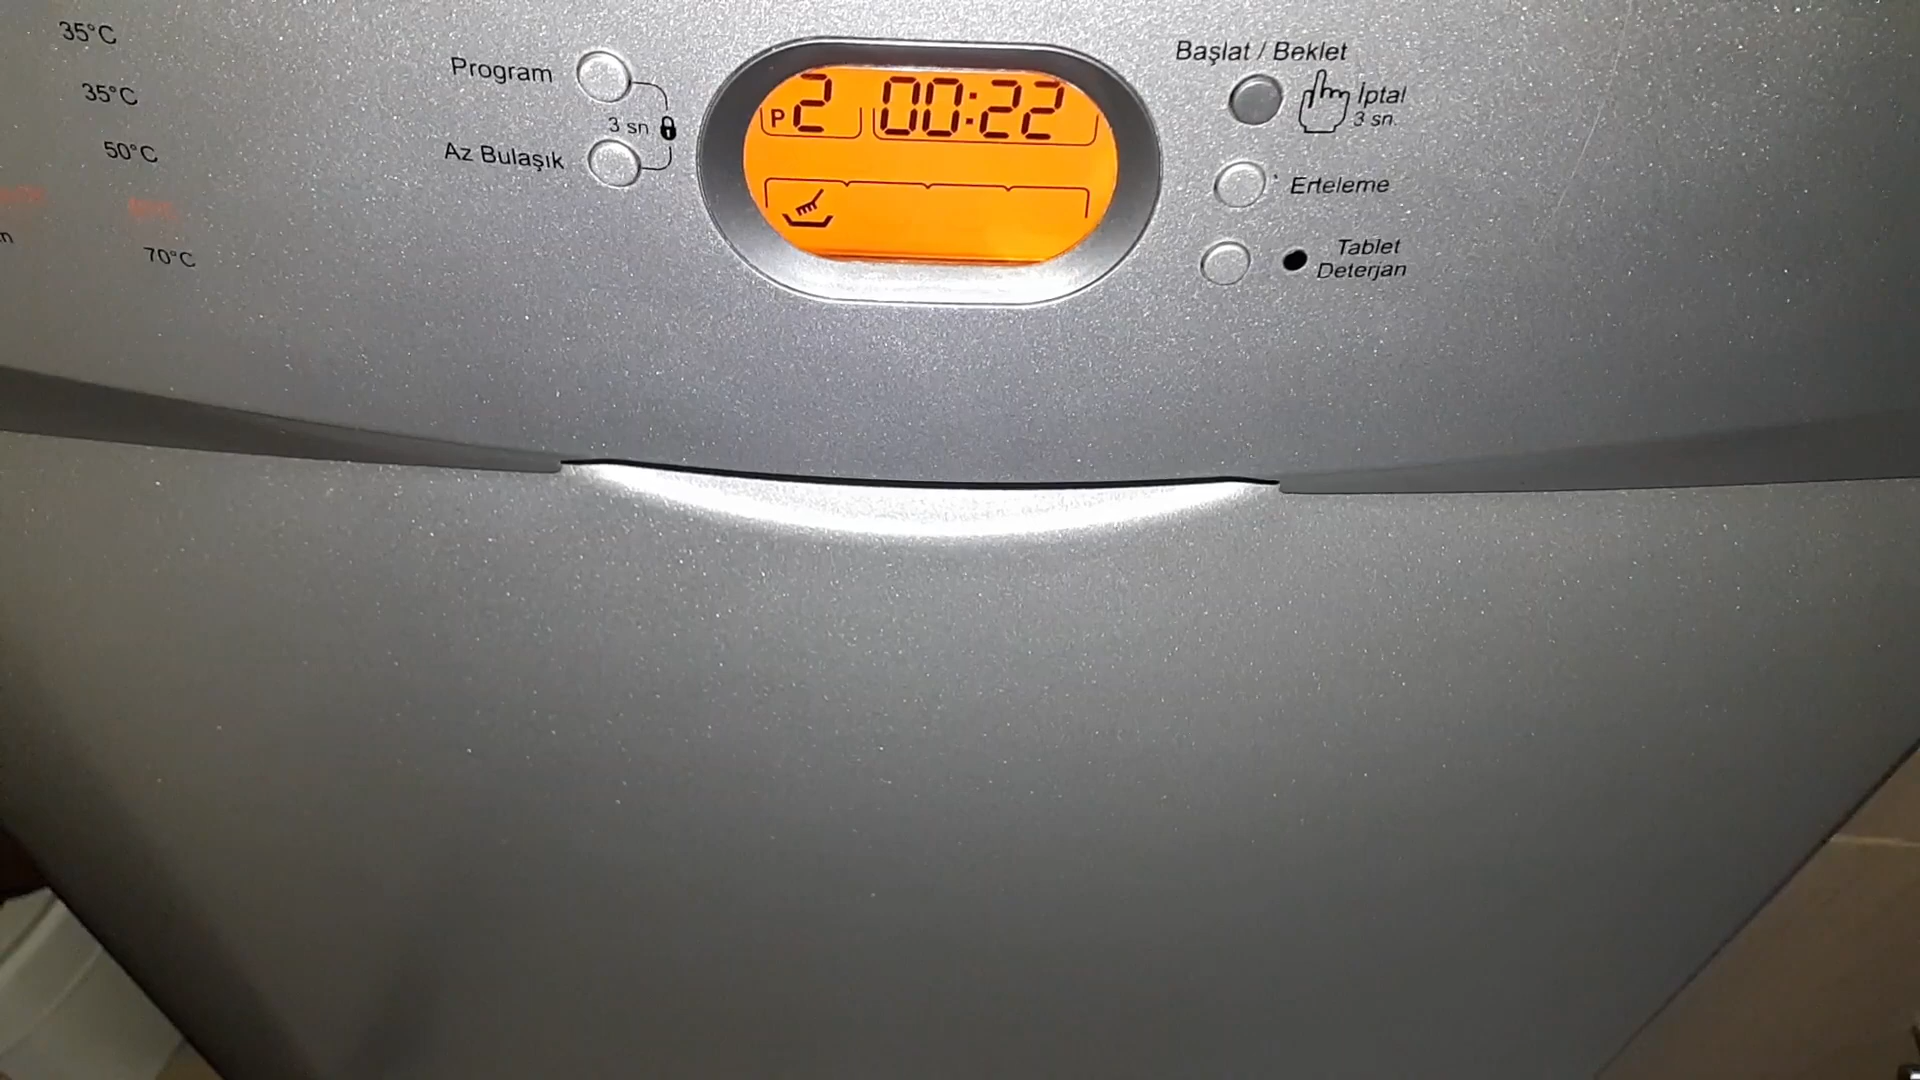 35°C
35°C
50°C
70°C
n
Program
3 sn
Az Bulaşık
P 2 00:22
Başlat / Beklet
İptal
3 sn.
Erteleme
Tablet
Deterjan